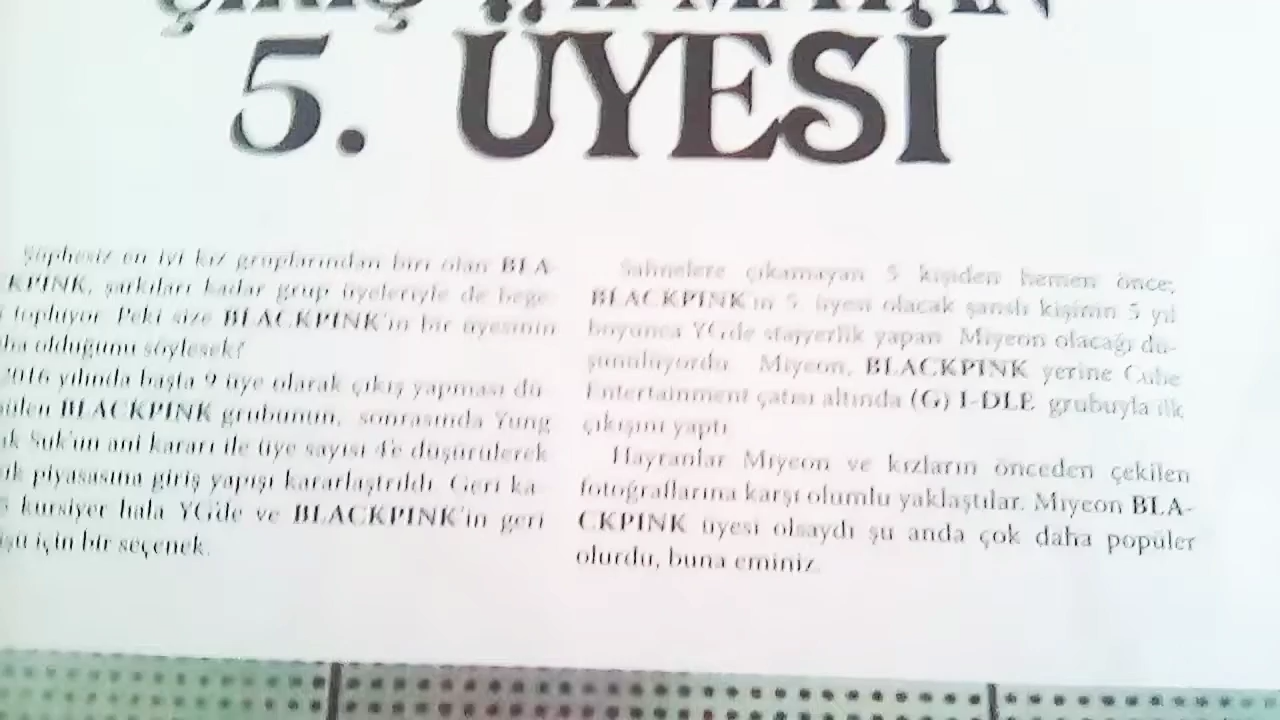 ÇIKIŞ YAPMAYAN
5. ÜYESİ
Şüphesiz en iyi kız gruplarından biri olan BLA-
KPINK, şarkıları kadar grup üyeleriyle de beğe-
topluyor. Peki size BLACKPINK'in bir üyesinin
olduğunu söylesek?
2016 yılında başta 9 üye olarak çıkış yapması dü-
BLACKPINK grubunun, sonrasında Yung
Suk'un ani kararı ile üye sayısı 4'e düşürülerek
piyasasına giriş yapışı kararlaştırıldı. Geri ka-
5 kursiyer hala YG'de ve BLACKPINK'in geri
için bir seçenek.
Sahnelere çıkamayan 5 kişiden hemen önce;
BLACKPINK'in 5. üyesi olacak şanslı kişinin 5 yıl
boyunca YG'de stajyerlik yapan Miyeon olacağı dü-
şünülüyordu. Miyeon, BLACKPINK yerine Cube
Entertainment çatısı altında (G) I-DLE grubuyla ilk
çıkışını yaptı.
Hayranlar Miyeon ve kızların önceden çekilen
fotoğraflarına karşı olumlu yaklaştılar. Miyeon BLA-
CKPINK üyesi olsaydı şu anda çok daha popüler
olurdu, buna eminiz.